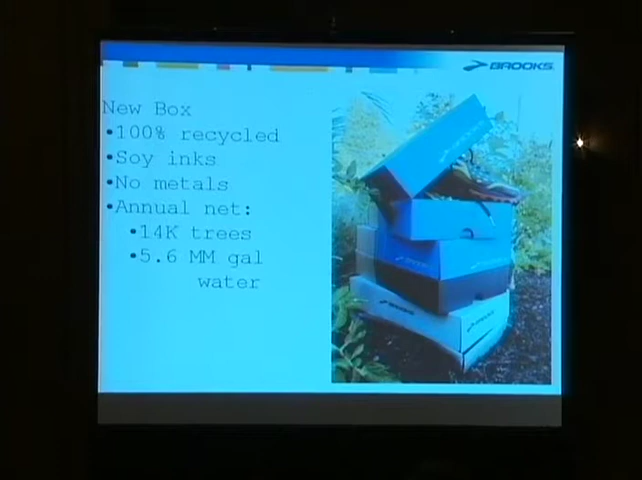 BROOKS
New Box
•100% recycled
•Soy inks
•No metals
•Annual net:
•14K trees
•5.6 MM gal
water